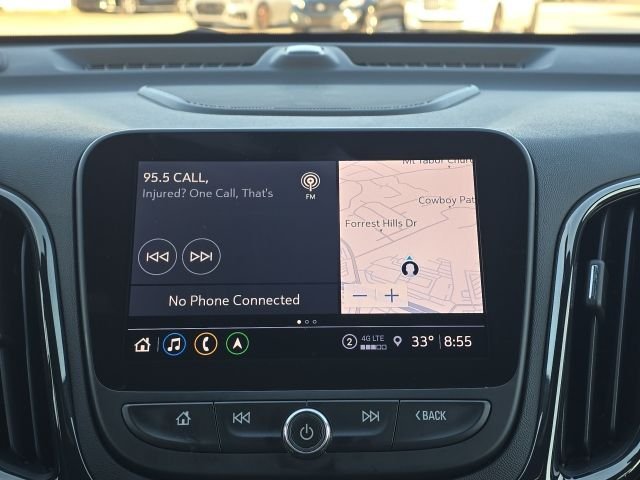 95.5 CALL,
Injured? One Call, That's
FM
No Phone Connected
Mt Tabor Church
Cowboy Pat
Forrest Hills Dr
2 4G LTE 33° 8:55
BACK